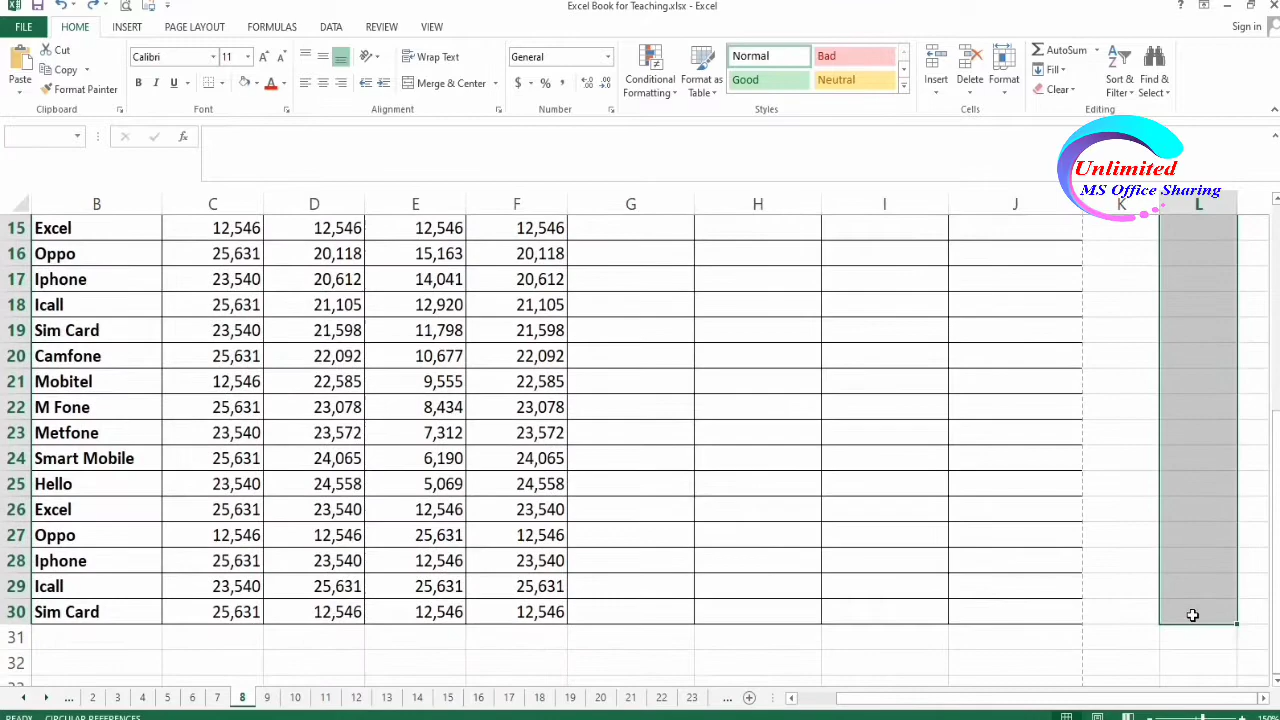 Excel Book for Teaching.xlsx - Excel
?
FILE HOME INSERT PAGE LAYOUT FORMULAS DATA REVIEW VIEW Sign in
Paste
Cut
Copy
Format Painter
Clipboard
Calibri 11
B I U
Font
Wrap Text
Merge & Center
Alignment
General
$ % ,
Number
Conditional Formatting
Format as Table
Normal Bad
Good Neutral
Styles
Insert Delete Format
Cells
AutoSum
Fill
Clear
Sort & Filter
Find & Select
Editing
fx
Unlimited
MS Office Sharing
B C D E F G H I J K L
15 Excel 12,546 12,546 12,546 12,546
16 Oppo 25,631 20,118 15,163 20,118
17 Iphone 23,540 20,612 14,041 20,612
18 Icall 25,631 21,105 12,920 21,105
19 Sim Card 23,540 21,598 11,798 21,598
20 Camfone 25,631 22,092 10,677 22,092
21 Mobitel 12,546 22,585 9,555 22,585
22 M Fone 25,631 23,078 8,434 23,078
23 Metfone 23,540 23,572 7,312 23,572
24 Smart Mobile 25,631 24,065 6,190 24,065
25 Hello 23,540 24,558 5,069 24,558
26 Excel 25,631 23,540 12,546 23,540
27 Oppo 12,546 12,546 25,631 12,546
28 Iphone 25,631 23,540 12,546 23,540
29 Icall 23,540 25,631 25,631 25,631
30 Sim Card 25,631 12,546 12,546 12,546
31
32
... 2 3 4 5 6 7 8 9 10 11 12 13 14 15 16 17 18 19 20 21 22 23 ...
READY CIRCULAR REFERENCES 150%